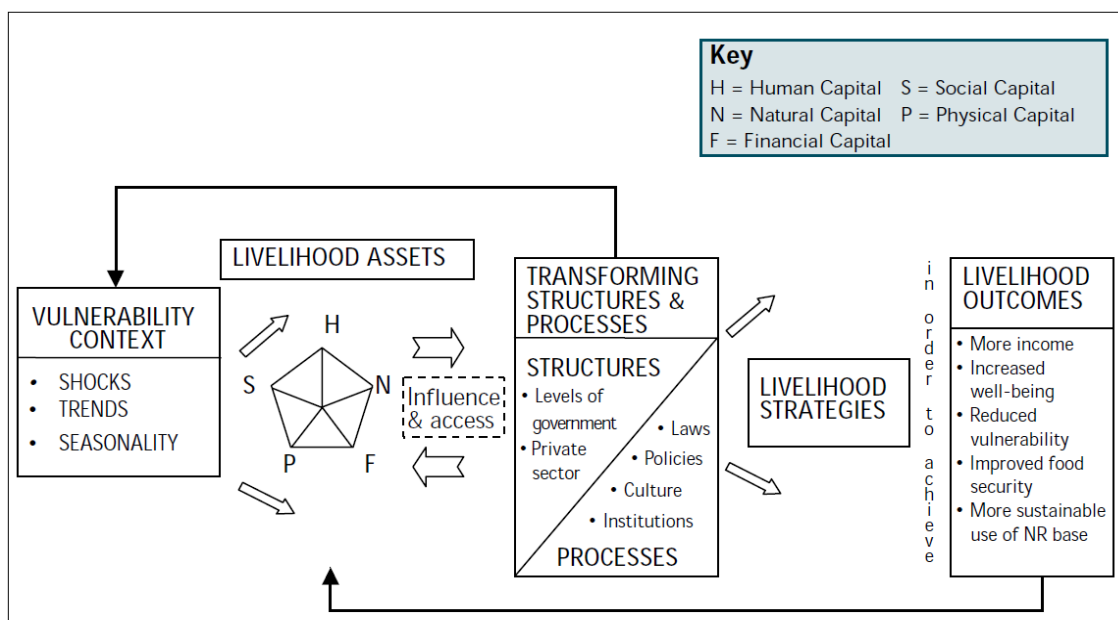 Key
H = Human Capital S = Social Capital
N = Natural Capital P = Physical Capital
F = Financial Capital
LIVELIHOOD ASSETS
VULNERABILITY
CONTEXT
• SHOCKS
• TRENDS
• SEASONALITY
H
S
N
P
F
Influence
& access
TRANSFORMING
STRUCTURES &
PROCESSES
STRUCTURES
• Levels of
government
• Private
sector
• Laws
• Policies
• Culture
• Institutions
PROCESSES
LIVELIHOOD
STRATEGIES
in order to achieve
LIVELIHOOD
OUTCOMES
• More income
• Increased
well-being
• Reduced
vulnerability
• Improved food
security
• More sustainable
use of NR base